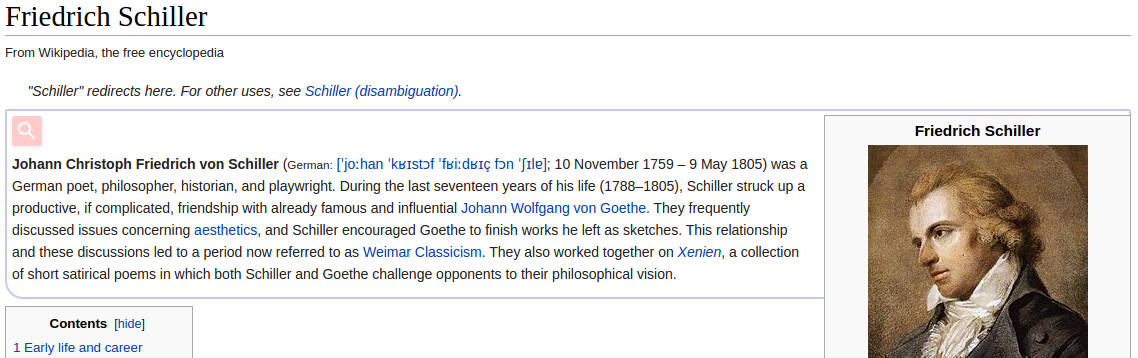 Friedrich Schiller
From Wikipedia, the free encyclopedia
"Schiller" redirects here. For other uses, see Schiller (disambiguation).
Johann Christoph Friedrich von Schiller (German: [ˈjoːhan ˈkʁɪstɔf ˈfʁiːdʁɪç fɔn ˈʃɪlɐ]; 10 November 1759 – 9 May 1805) was a
German poet, philosopher, historian, and playwright. During the last seventeen years of his life (1788–1805), Schiller struck up a
productive, if complicated, friendship with already famous and influential Johann Wolfgang von Goethe. They frequently
discussed issues concerning aesthetics, and Schiller encouraged Goethe to finish works he left as sketches. This relationship
and these discussions led to a period now referred to as Weimar Classicism. They also worked together on Xenien, a collection
of short satirical poems in which both Schiller and Goethe challenge opponents to their philosophical vision.
Friedrich Schiller
Contents [hide]
1 Early life and career